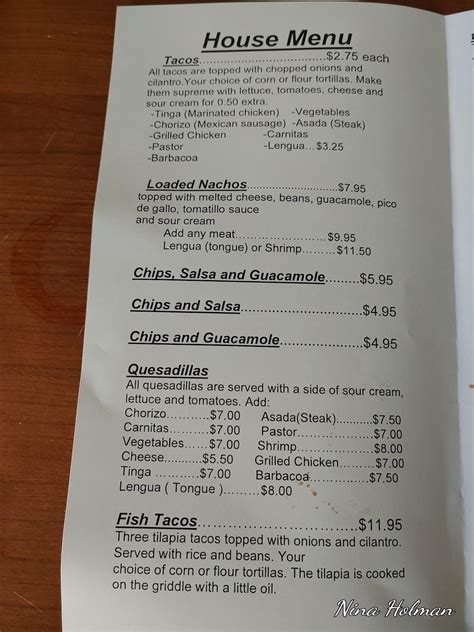 House Menu
Tacos..............................$2.75 each
All tacos are topped with chopped onions and
cilantro.Your choice of corn or flour tortillas. Make
them supreme with lettuce, tomatoes, cheese and
sour cream for 0.50 extra.
-Tinga (Marinated chicken) -Vegetables
-Chorizo (Mexican sausage) -Asada (Steak)
-Grilled Chicken -Carnitas
-Pastor -Lengua...$3.25
-Barbacoa
Loaded Nachos.........................$7.95
topped with melted cheese, beans, guacamole, pico
de gallo, tomatillo sauce
and sour cream
Add any meat.........................$9.95
Lengua (tongue) or Shrimp.........$11.50
Chips, Salsa and Guacamole........$5.95
Chips and Salsa............................$4.95
Chips and Guacamole...................$4.95
Quesadillas
All quesadillas are served with a side of sour cream,
lettuce and tomatoes. Add:
Chorizo..........$7.00 Asada(Steak)..........$7.50
Carnitas..........$7.00 Pastor....................$7.00
Vegetables......$7.00 Shrimp...................$8.00
Cheese...........$5.50 Grilled Chicken.......$7.00
Tinga ............$7.00 Barbacoa...............$7.50
Lengua ( Tongue )..........$8.00
Fish Tacos....................................$11.95
Three tilapia tacos topped with onions and cilantro.
Served with rice and beans. Your
choice of corn or flour tortillas. The tilapia is cooked
on the griddle with a little oil.
Nina Holman